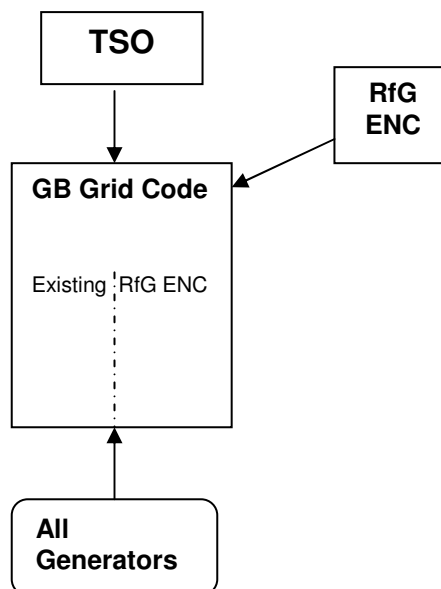 TSO
RfG
ENC
GB Grid Code
Existing RfG ENC
All
Generators